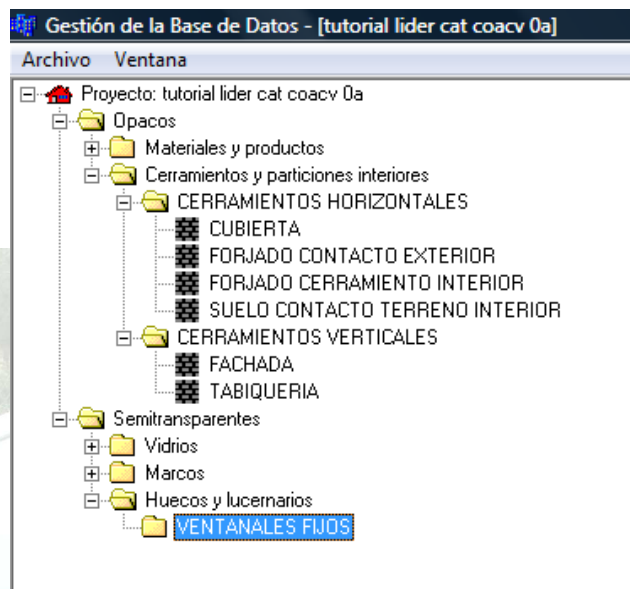 Gestión de la Base de Datos - [tutorial lider cat coacv 0a]
Archivo Ventana
Proyecto: tutorial lider cat coacv 0a
Opacos
Materiales y productos
Cerramientos y particiones interiores
CERRAMIENTOS HORIZONTALES
CUBIERTA
FORJADO CONTACTO EXTERIOR
FORJADO CERRAMIENTO INTERIOR
SUELO CONTACTO TERRENO INTERIOR
CERRAMIENTOS VERTICALES
FACHADA
TABIQUERIA
Semitransparentes
Vidrios
Marcos
Huecos y lucernarios
VENTANALES FIJOS